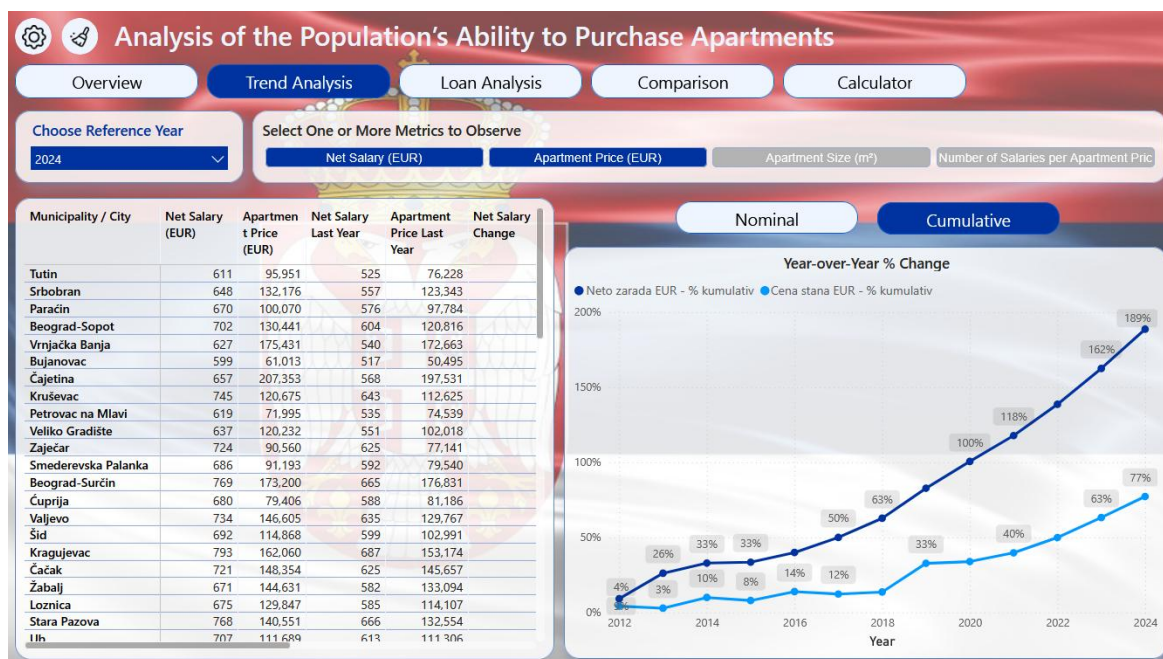 Analysis of the Population's Ability to Purchase Apartments
Overview Trend Analysis Loan Analysis Comparison Calculator
Choose Reference Year
2024
Select One or More Metrics to Observe
Net Salary (EUR) Apartment Price (EUR) Apartment Size (m²) Number of Salaries per Apartment Pric
Municipality / City Net Salary Apartmen Net Salary Apartment Net Salary
(EUR) t Price Last Year Price Last Change
(EUR) Year
Tutin 611 95,951 525 76,228
Srbobran 648 132,176 557 123,343
Paraćin 670 100,070 576 97,784
Beograd-Sopot 702 130,441 604 120,816
Vrnjačka Banja 627 175,431 540 172,663
Bujanovac 599 61,013 517 50,495
Čajetina 657 207,353 568 197,531
Kruševac 745 120,675 643 112,625
Petrovac na Mlavi 619 71,995 535 74,539
Veliko Gradište 637 120,232 551 102,018
Zaječar 724 90,560 625 77,141
Smederevska Palanka 686 91,193 592 79,540
Beograd-Surčin 769 173,200 665 176,831
Ćuprija 680 79,406 588 81,186
Valjevo 734 146,605 635 129,767
Šid 692 114,868 599 102,991
Kragujevac 793 162,060 687 153,174
Čačak 721 148,354 625 145,657
Žabalj 671 144,631 582 133,094
Loznica 675 129,847 585 114,107
Stara Pazova 768 140,551 666 132,554
Ub 707 111,689 613 111,306
Nominal Cumulative
Year-over-Year % Change
Neto zarada EUR - % kumulativ Cena stana EUR - % kumulativ
200%
189%
162%
150%
118%
100%
100%
77%
63%
63%
50%
50%
40%
33% 33%
33%
26%
14% 12%
10% 8%
3%
4%
9%
0%
2012 2014 2016 2018 2020 2022 2024
Year